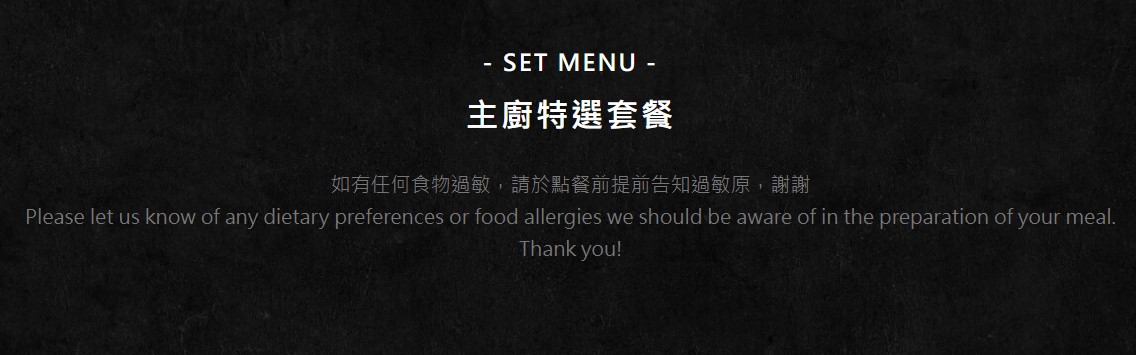 - SET MENU -
主廚特選套餐
如有任何食物過敏，請於點餐前提前告知過敏原，謝謝
Please let us know of any dietary preferences or food allergies we should be aware of in the preparation of your meal.
Thank you!